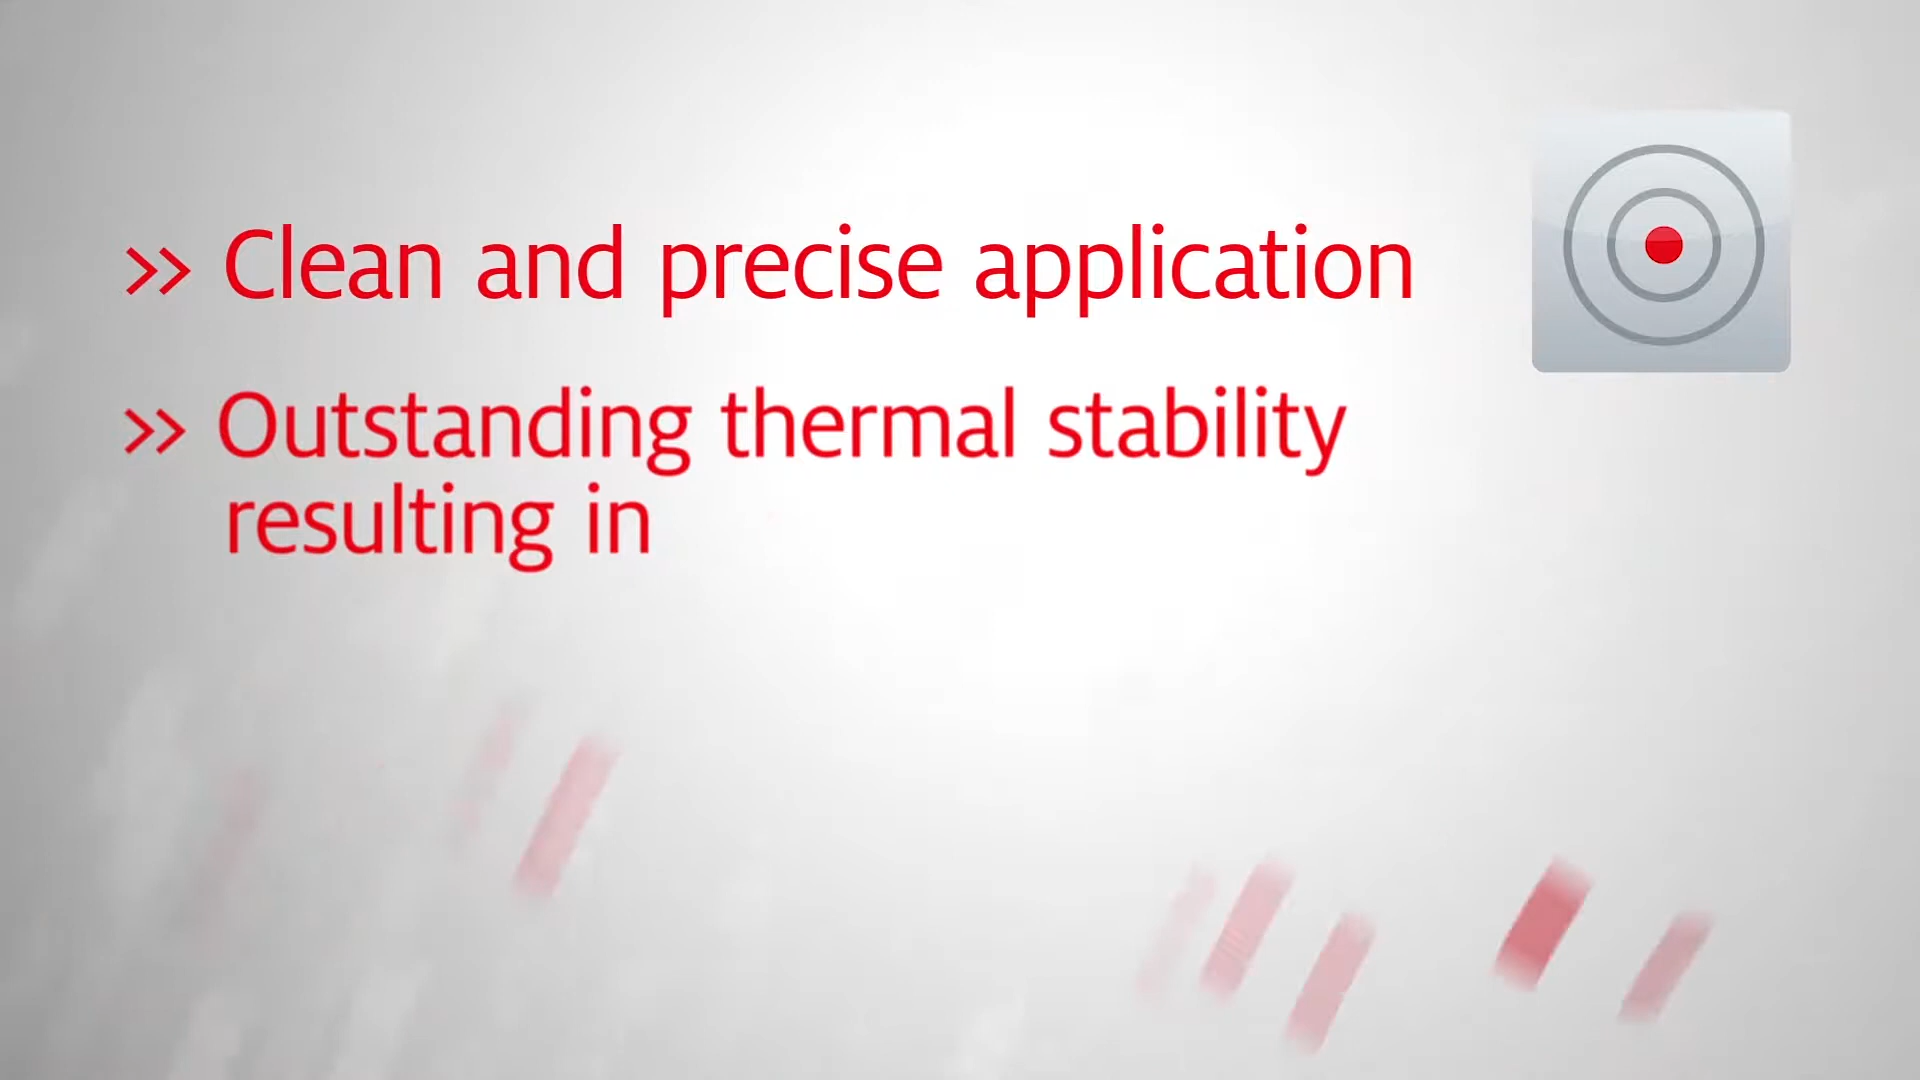 >> Clean and precise application
>> Outstanding thermal stability
resulting in